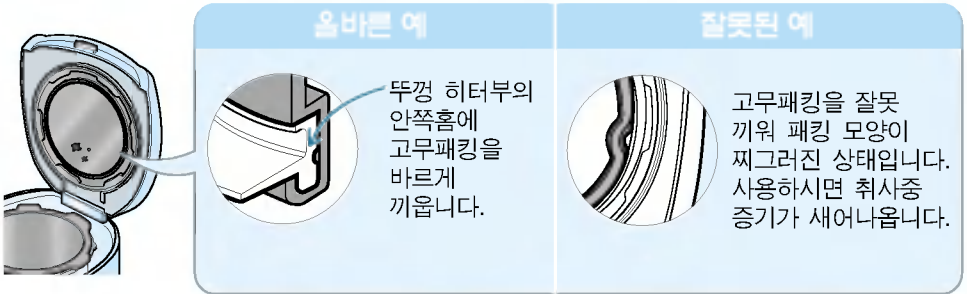 올바른 예
뚜껑 히터부의
안쪽홈에
고무패킹을
바르게
끼웁니다.
잘못된 예
고무패킹을 잘못
끼워 패킹 모양이
찌그러진 상태입니다.
사용하시면 취사중
증기가 새어나옵니다.